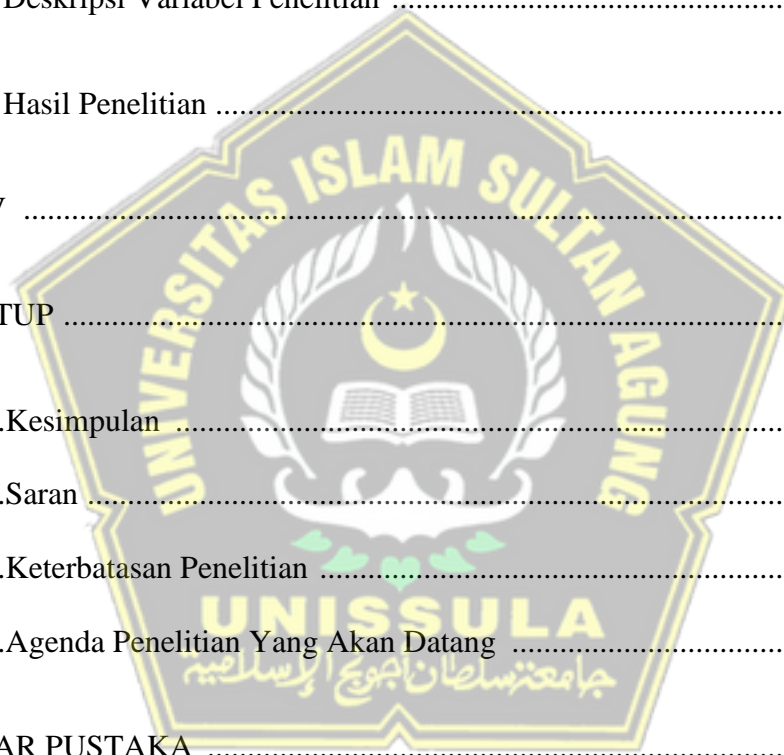 Deskripsi Variabel Penelitian ................................................
Hasil Penelitian ........................................................................
UNIVERSITAS ISLAM SULTAN AGUNG
................................................................................................
TUP ..........................................................................................
.Kesimpulan .............................................................................
.Saran ........................................................................................
.Keterbatasan Penelitian ..........................................................
UNISSULA
.Agenda Penelitian Yang Akan Datang ..................................
جامعتسلطان أجونج الإسلامية
AR PUSTAKA .........................................................................